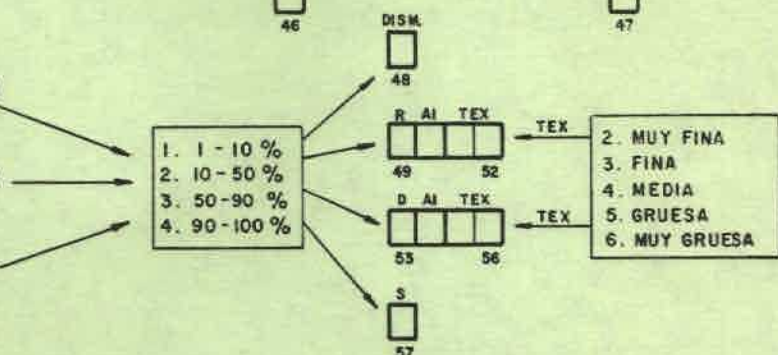 46
47
DISM.
48
R AI TEX
49 52
TEX
1. 1-10 %
2. 10-50 %
3. 50-90 %
4. 90-100 %
2. MUY FINA
3. FINA
4. MEDIA
5. GRUESA
6. MUY GRUESA
D AI TEX
53 56
TEX
S
57